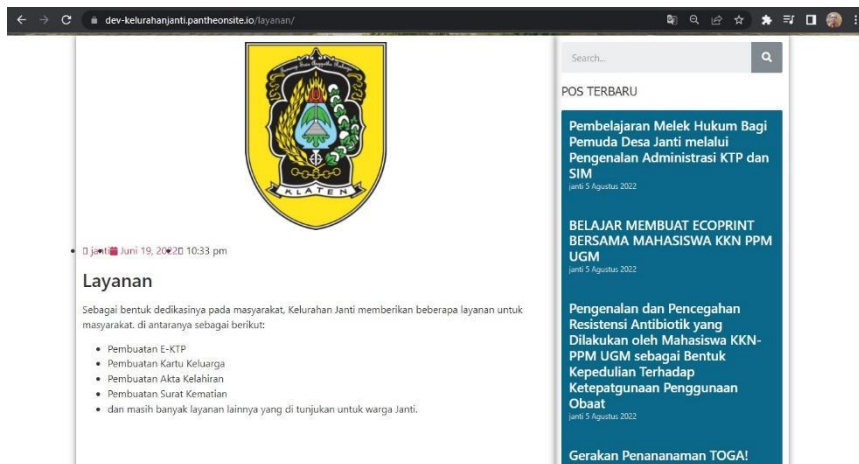 dev-kelurahanjanti.pantheonsite.io/layanan/
KLATEN
janti Juni 19, 2022 10:33 pm
Layanan
Sebagai bentuk dedikasinya pada masyarakat, Kelurahan Janti memberikan beberapa layanan untuk
masyarakat. di antaranya sebagai berikut:
Pembuatan E-KTP
Pembuatan Kartu Keluarga
Pembuatan Akta Kelahiran
Pembuatan Surat Kematian
dan masih banyak layanan lainnya yang di tunjukan untuk warga Janti.
Search...
POS TERBARU
Pembelajaran Melek Hukum Bagi
Pemuda Desa Janti melalui
Pengenalan Administrasi KTP dan
SIM
janti 5 Agustus 2022
BELAJAR MEMBUAT ECOPRINT
BERSAMA MAHASISWA KKN PPM
UGM
janti 5 Agustus 2022
Pengenalan dan Pencegahan
Resistensi Antibiotik yang
Dilakukan oleh Mahasiswa KKN-
PPM UGM sebagai Bentuk
Kepedulian Terhadap
Ketepatgunaan Penggunaan
Obaat
janti 5 Agustus 2022
Gerakan Penananaman TOGA!